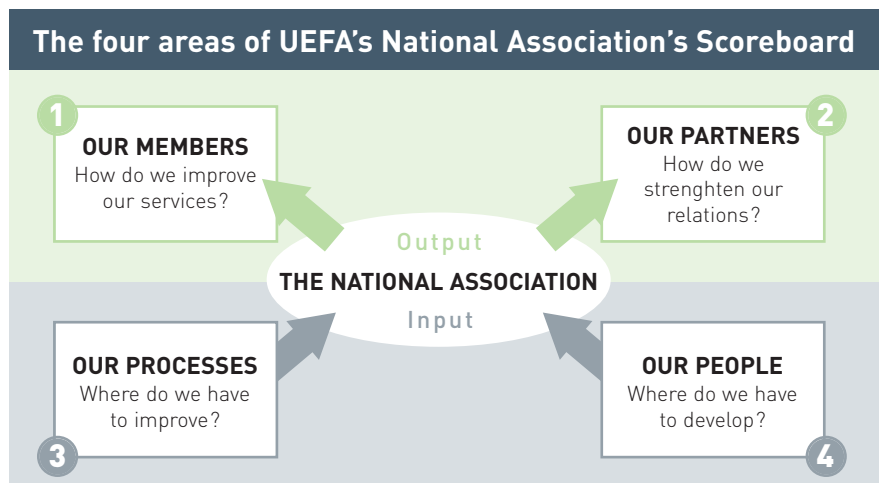 The four areas of UEFA's National Association's Scoreboard
1
OUR MEMBERS
How do we improve
our services?
2
OUR PARTNERS
How do we
strenghten our
relations?
Output
THE NATIONAL ASSOCIATION
Input
OUR PROCESSES
Where do we have
to improve?
3
OUR PEOPLE
Where do we have
to develop?
4